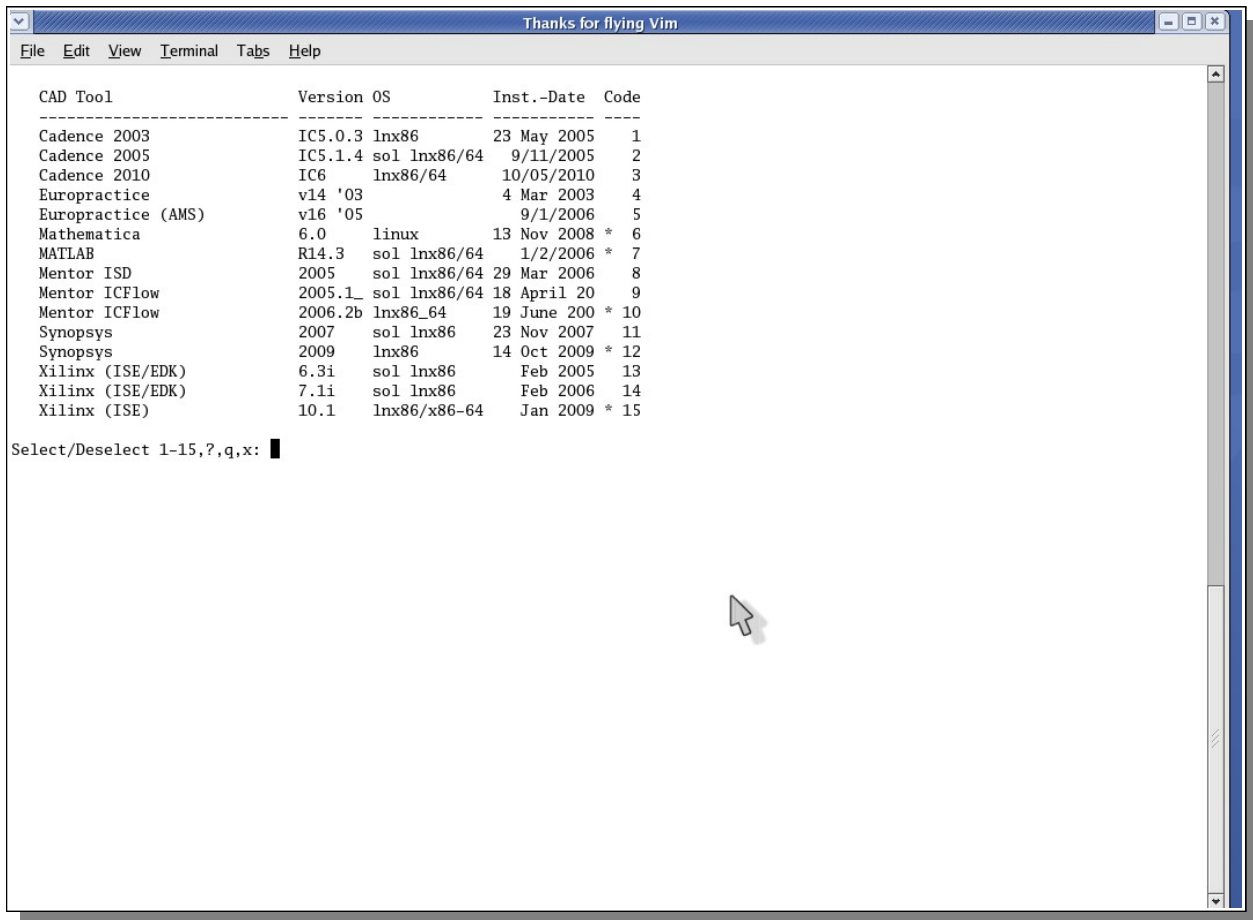 Thanks for flying Vim
File Edit View Terminal Tabs Help
CAD Tool                    Version OS           Inst.-Date  Code
--------------------------- ------- ------------ ----------- ----
Cadence 2003                IC5.0.3 lnx86        23 May 2005    1
Cadence 2005                IC5.1.4 sol lnx86/64   9/11/2005    2
Cadence 2010                IC6     lnx86/64      10/05/2010    3
Europractice                v14 '03               4 Mar 2003    4
Europractice (AMS)          v16 '05                 9/1/2006    5
Mathematica                 6.0     linux        13 Nov 2008 *  6
MATLAB                      R14.3   sol lnx86/64    1/2/2006 *  7
Mentor ISD                  2005    sol lnx86/64 29 Mar 2006    8
Mentor ICFlow               2005.1_ sol lnx86/64 18 April 20    9
Mentor ICFlow               2006.2b lnx86_64     19 June 200 * 10
Synopsys                    2007    sol lnx86    23 Nov 2007   11
Synopsys                    2009    lnx86        14 Oct 2009 * 12
Xilinx (ISE/EDK)            6.3i    sol lnx86       Feb 2005   13
Xilinx (ISE/EDK)            7.1i    sol lnx86       Feb 2006   14
Xilinx (ISE)                10.1    lnx86/x86-64    Jan 2009 * 15
Select/Deselect 1-15,?,q,x: